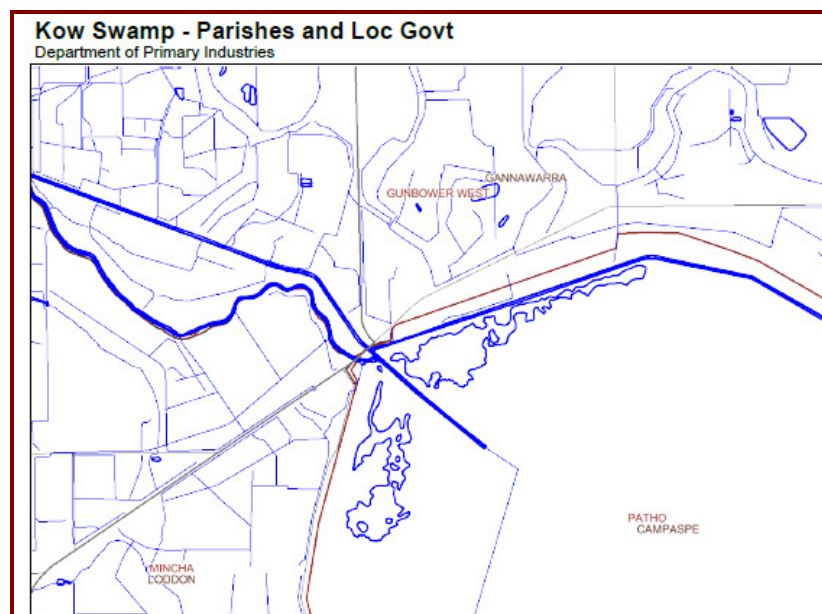 Kow Swamp - Parishes and Loc Govt
Department of Primary Industries
GANNAWARRA
GUNBOWER WEST
PATHO
CAMPASPE
MINCHA
LODDON